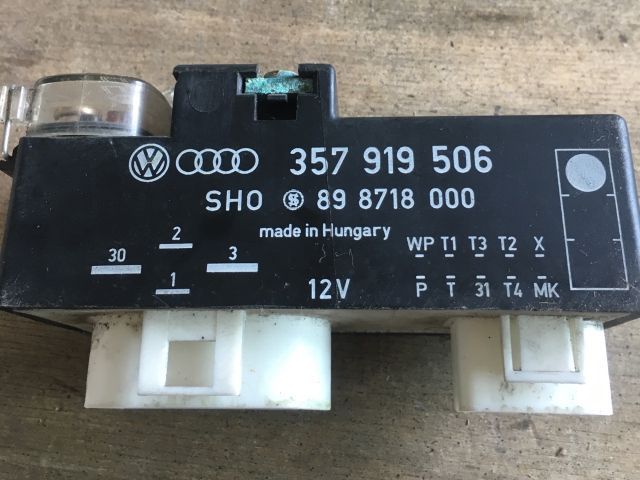 VW 357 919 506
SHO 89 8718 000
made in Hungary
WP T1 T3 T2 X
2
30 3
1
12V
P T 31 T4 MK